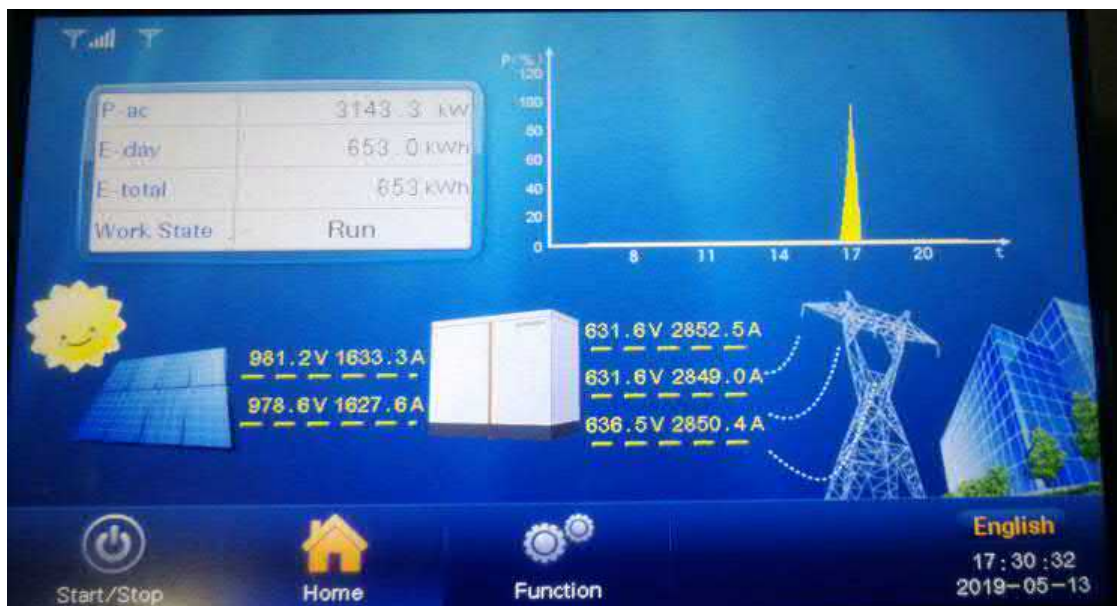 P(%)
120
100
80
60
40
20
0
8 11 14 17 20 t
P-ac 3143.3 kW
E-day 653.0 kWh
E-total 653 kWh
Work State Run
981.2V 1633.3A
978.6V 1627.6A
631.6V 2852.5A
631.6V 2849.0A
636.5V 2850.4A
Start/Stop
Home
Function
English
17:30:32
2019-05-13